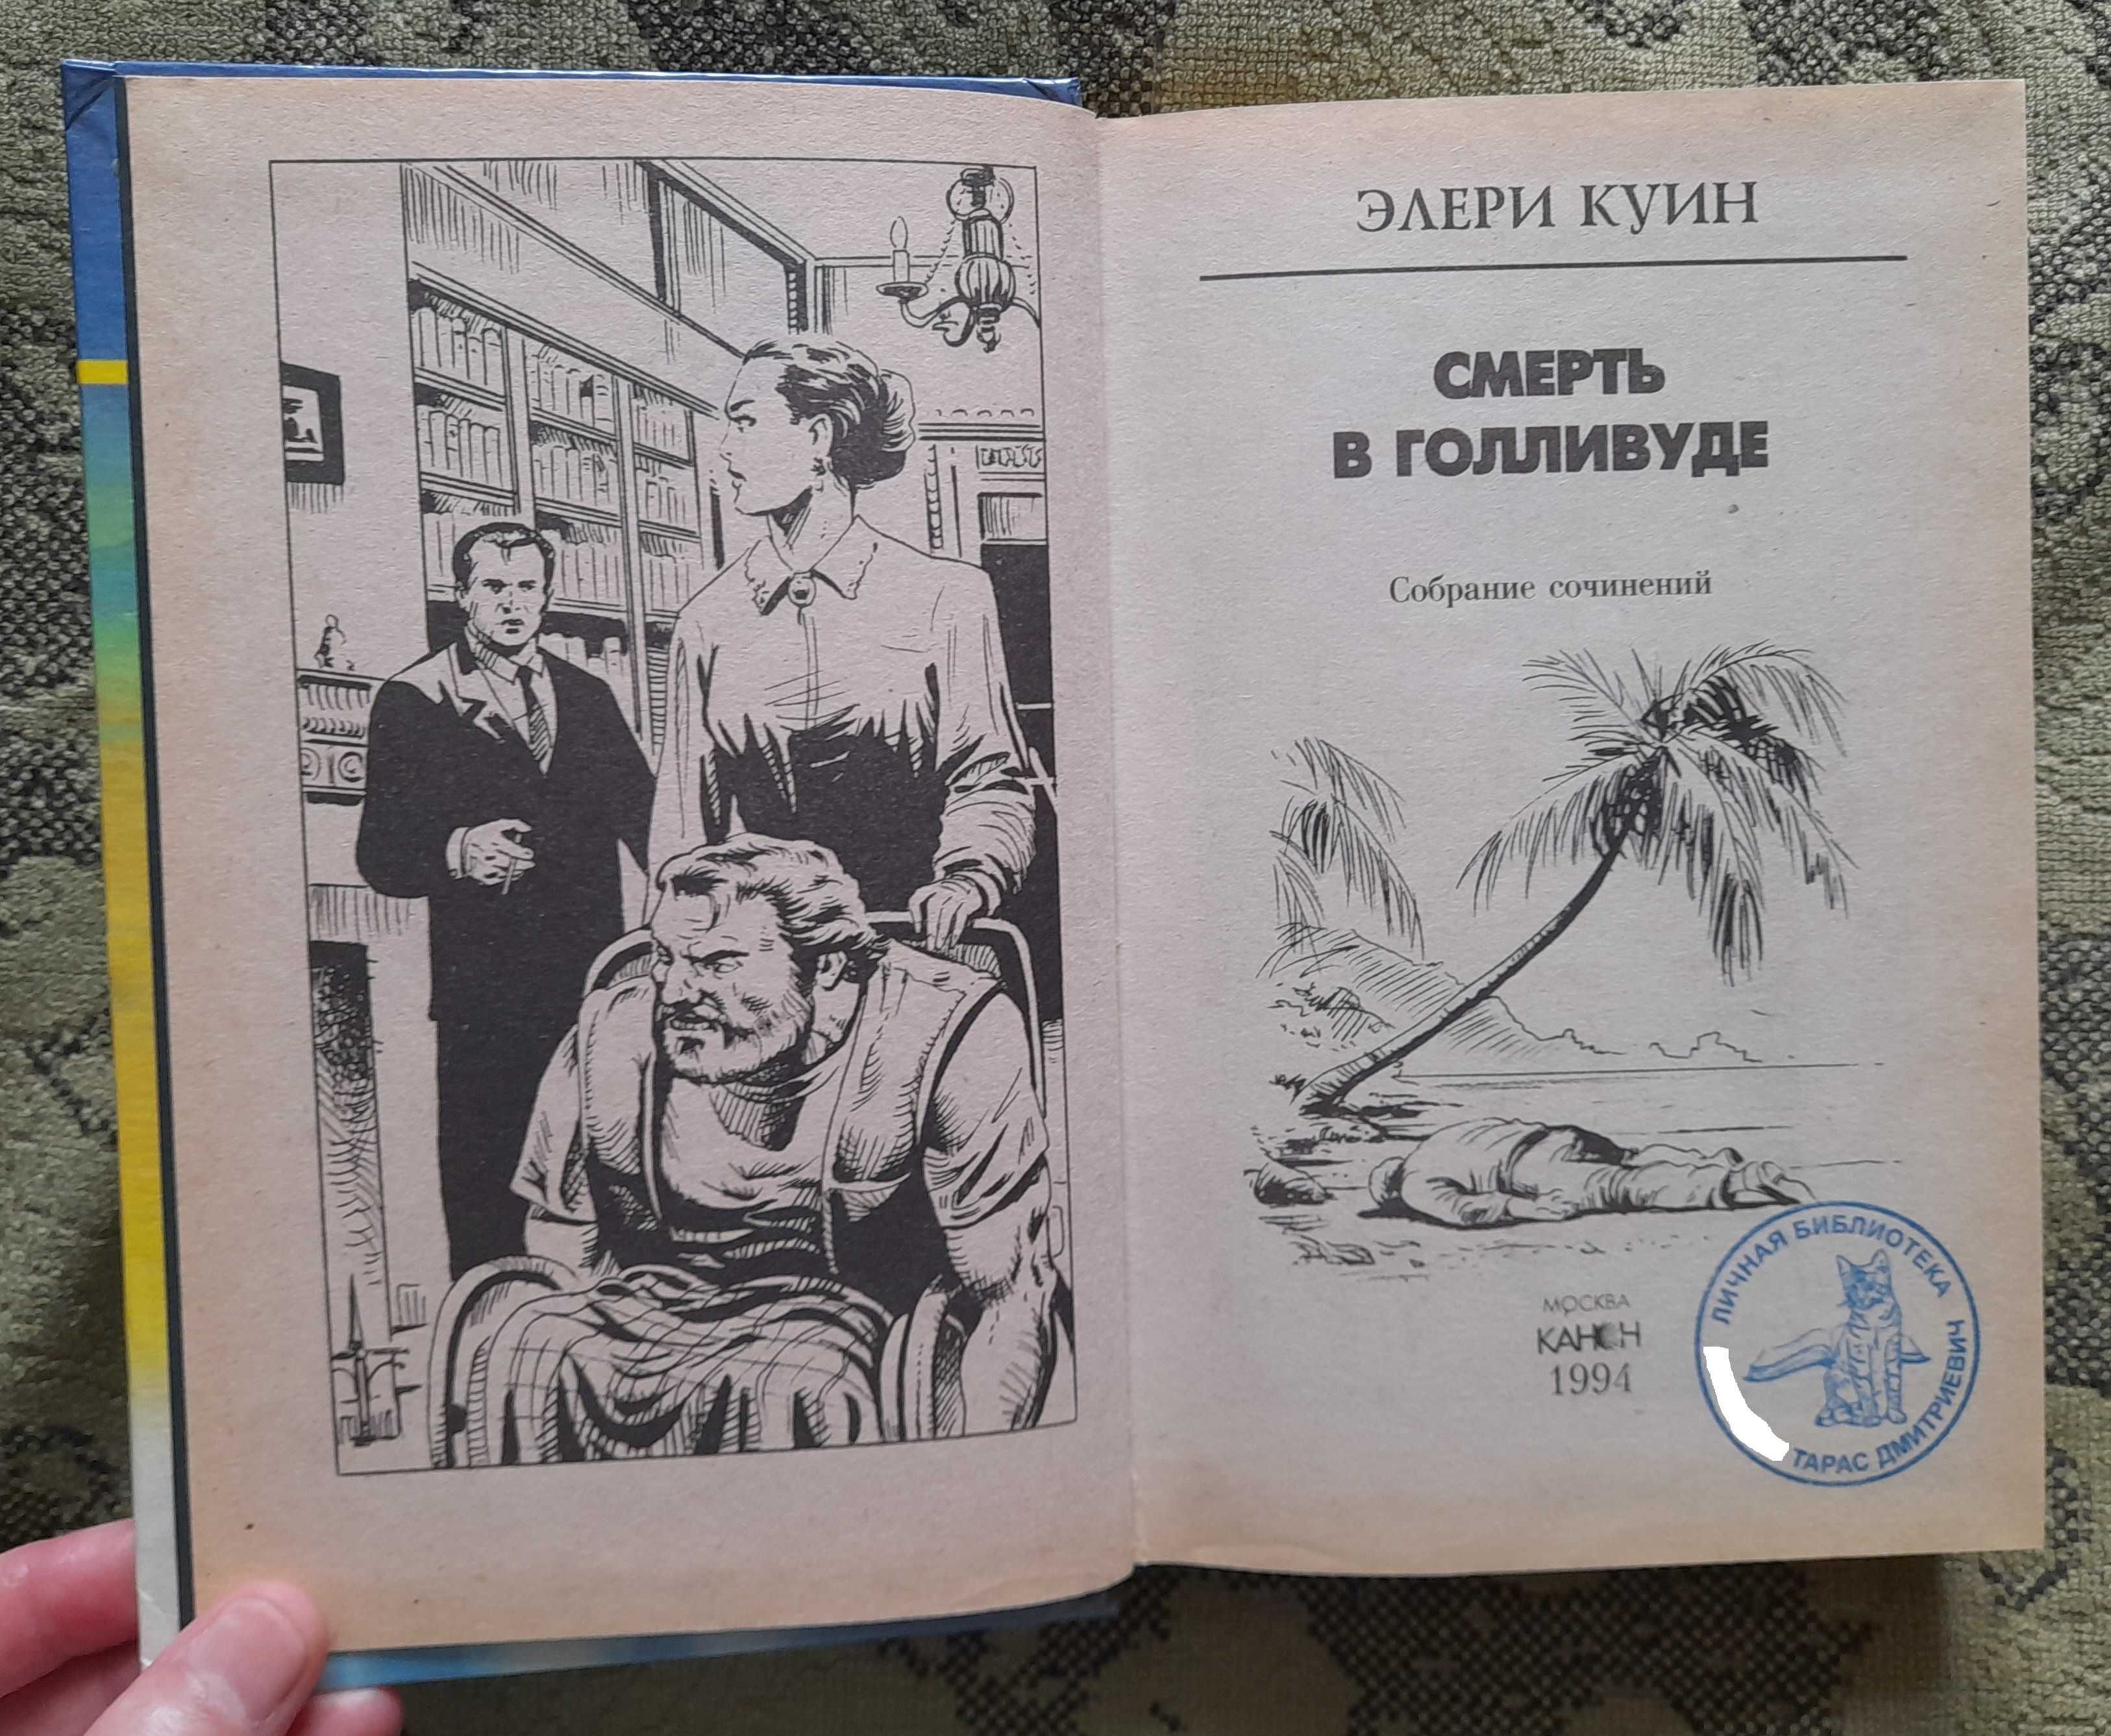 ЭЛЕРИ КУИН
СМЕРТЬ
В ГОЛЛИВУДЕ
Собрание сочинений
МОСКВА
КАНОН
1994
ЛИЧНАЯ БИБЛИОТЕКА
ТАРАС ДМИТРИЕВИЧ